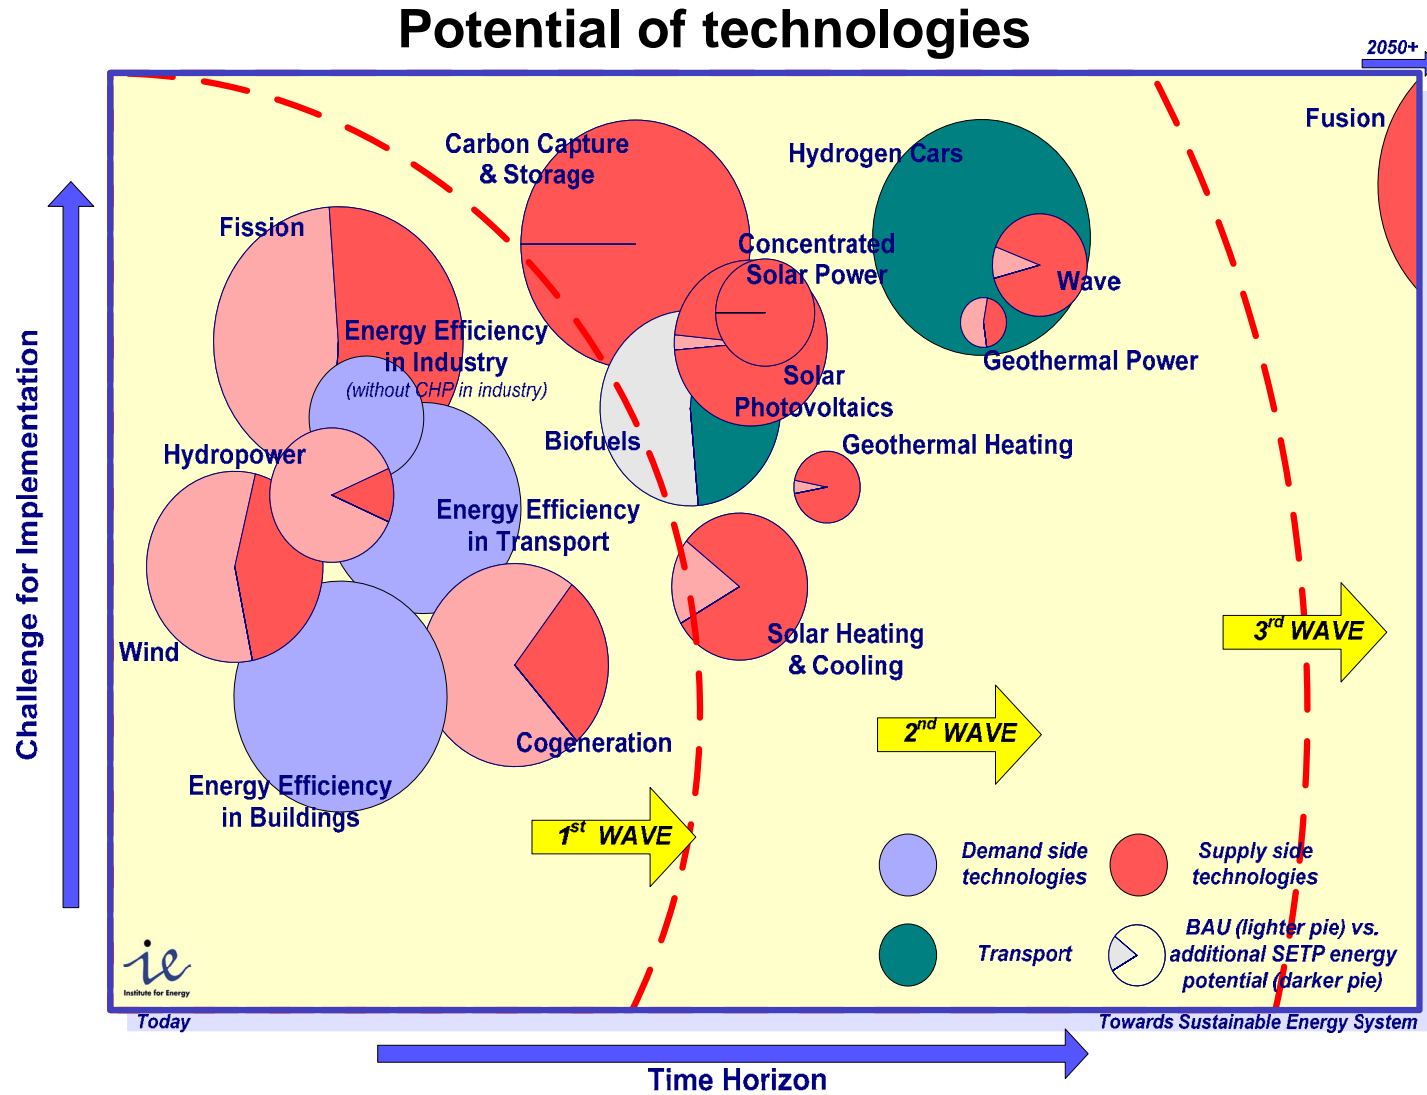 Potential of technologies
2050+
Fusion
Carbon Capture
& Storage
Hydrogen Cars
Fission
Concentrated
Solar Power
Wave
Energy Efficiency
in Industry
(without CHP in industry)
Geothermal Power
Solar
Photovoltaics
Biofuels
Geothermal Heating
Hydropower
Energy Efficiency
in Transport
Wind
Solar Heating
& Cooling
3rd WAVE
2nd WAVE
Cogeneration
Energy Efficiency
in Buildings
1st WAVE
Demand side
technologies
Supply side
technologies
Transport
BAU (lighter pie) vs.
additional SETP energy
potential (darker pie)
ie
Institute for Energy
Today
Towards Sustainable Energy System
Time Horizon
Challenge for Implementation